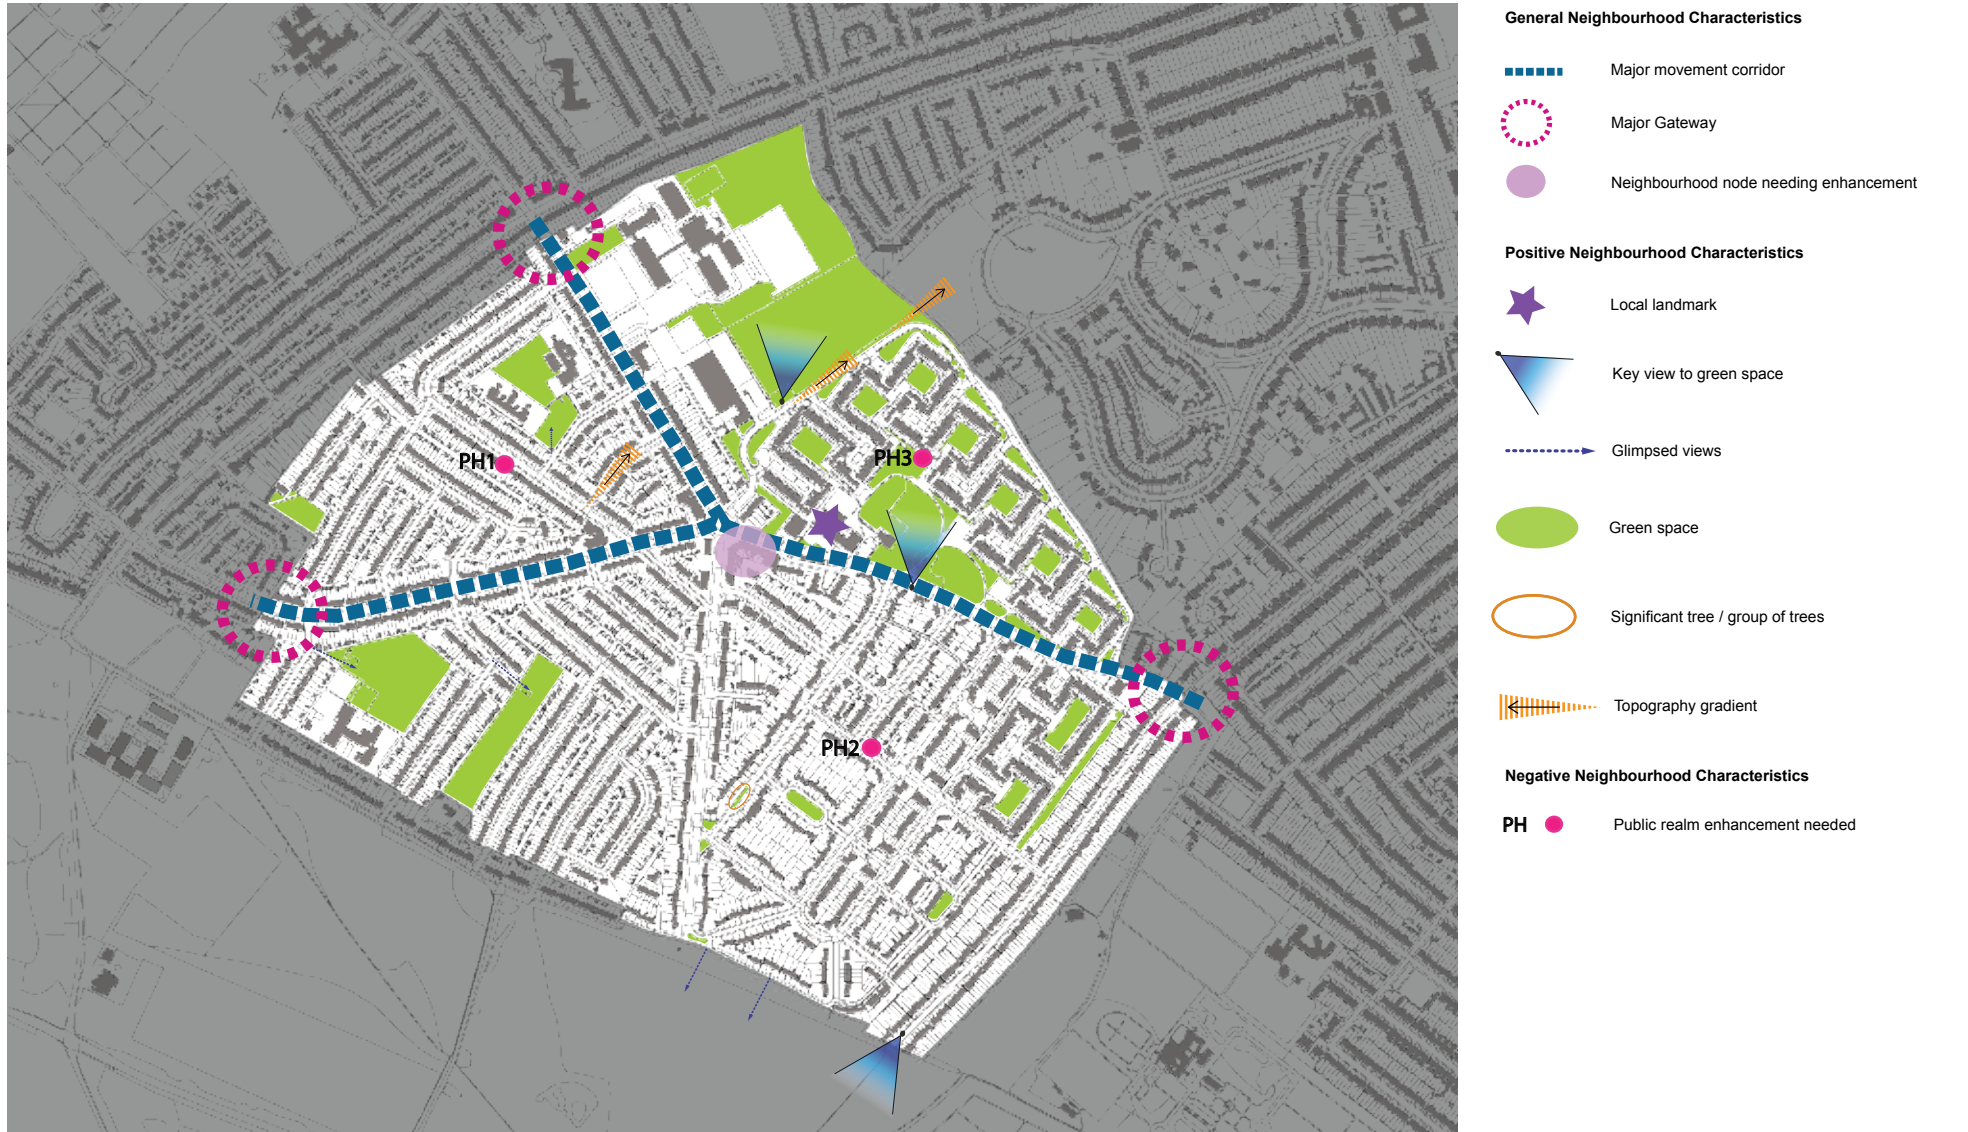 General Neighbourhood Characteristics
Major movement corridor
Major Gateway
Neighbourhood node needing enhancement
Positive Neighbourhood Characteristics
Local landmark
Key view to green space
Glimpsed views
Green space
Significant tree / group of trees
Topography gradient
Negative Neighbourhood Characteristics
PH Public realm enhancement needed
PH1
PH3
PH2